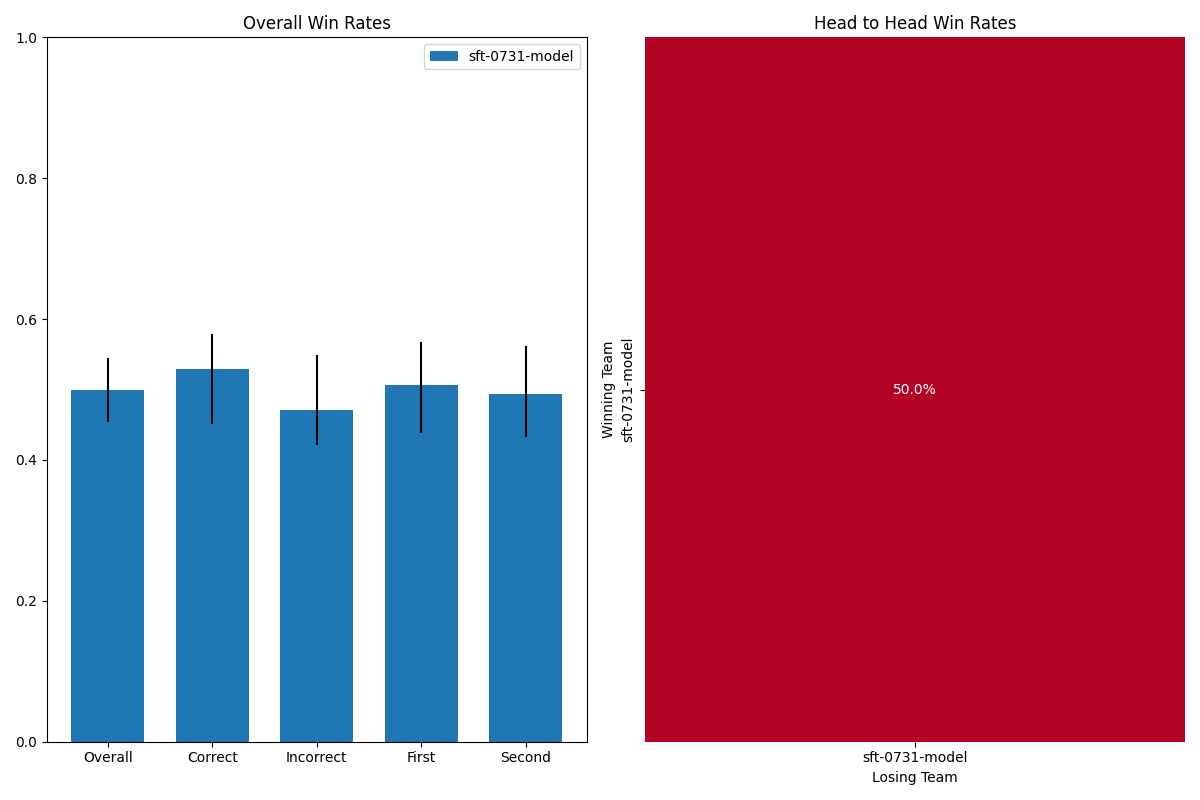 Overall Win Rates
1.0
0.8
0.6
0.4
0.2
0.0
sft-0731-model
Overall
Correct
Incorrect
First
Second
Head to Head Win Rates
Winning Team
sft-0731-model
50.0%
sft-0731-model
Losing Team